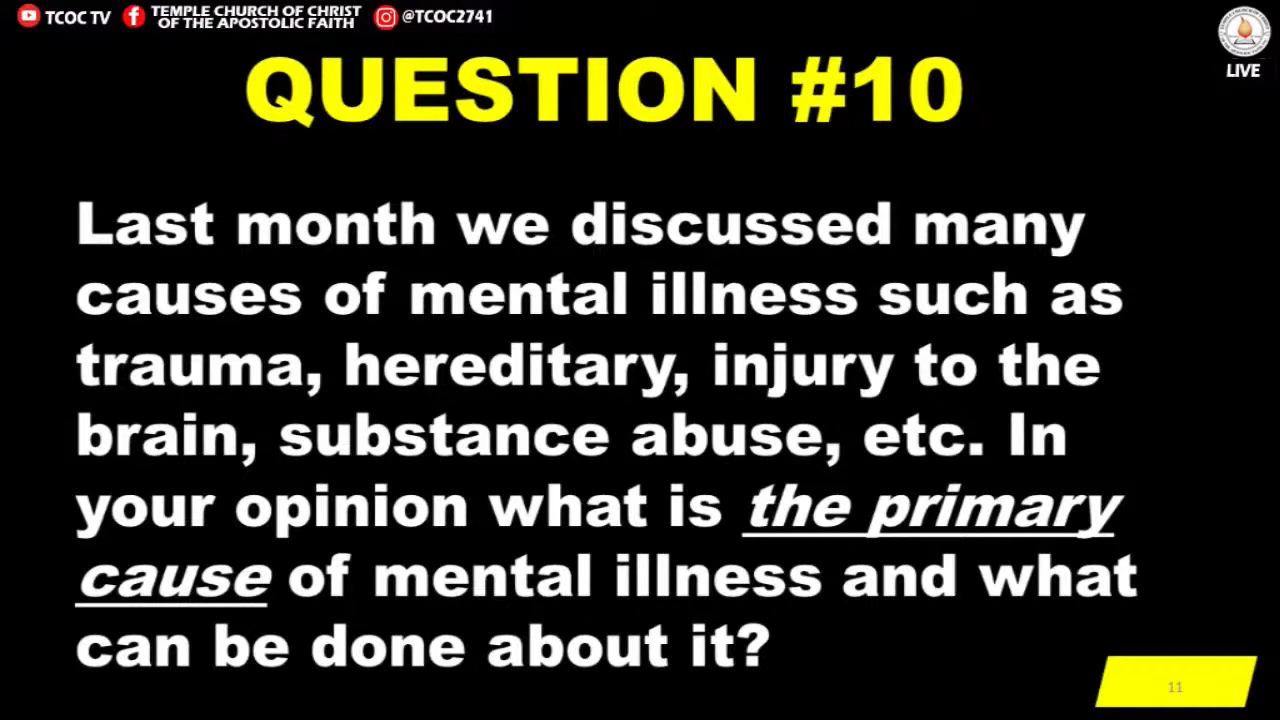 TCOC TV TEMPLE CHURCH OF CHRIST OF THE APOSTOLIC FAITH @TCOC2741
LIVE
QUESTION #10
Last month we discussed many
causes of mental illness such as
trauma, hereditary, injury to the
brain, substance abuse, etc. In
your opinion what is the primary
cause of mental illness and what
can be done about it?
11